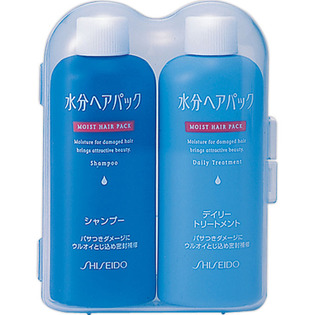 水分ヘアパック
MOIST HAIR PACK
Moisture for damaged hair
brings attractive beauty.
Shampoo
シャンプー
パサつきダメージに
ウルオイとじ込め密封補修
SHISEIDO
水分ヘアパック
MOIST HAIR PACK
Moisture for damaged hair
brings attractive beauty.
Daily Treatment
デイリー
トリートメント
パサつきダメージに
ウルオイとじ込め密封補修
SHISEIDO